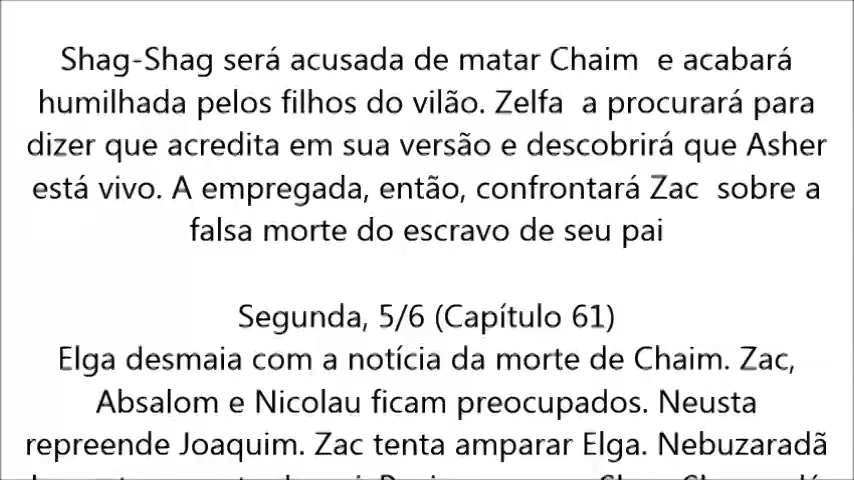 Shag-Shag será acusada de matar Chaim e acabará
humilhada pelos filhos do vilão. Zelfa a procurará para
dizer que acredita em sua versão e descobrirá que Asher
está vivo. A empregada, então, confrontará Zac sobre a
falsa morte do escravo de seu pai
Segunda, 5/6 (Capítulo 61)
Elga desmaia com a notícia da morte de Chaim. Zac,
Absalom e Nicolau ficam preocupados. Neusta
repreende Joaquim. Zac tenta amparar Elga. Nebuzaradã